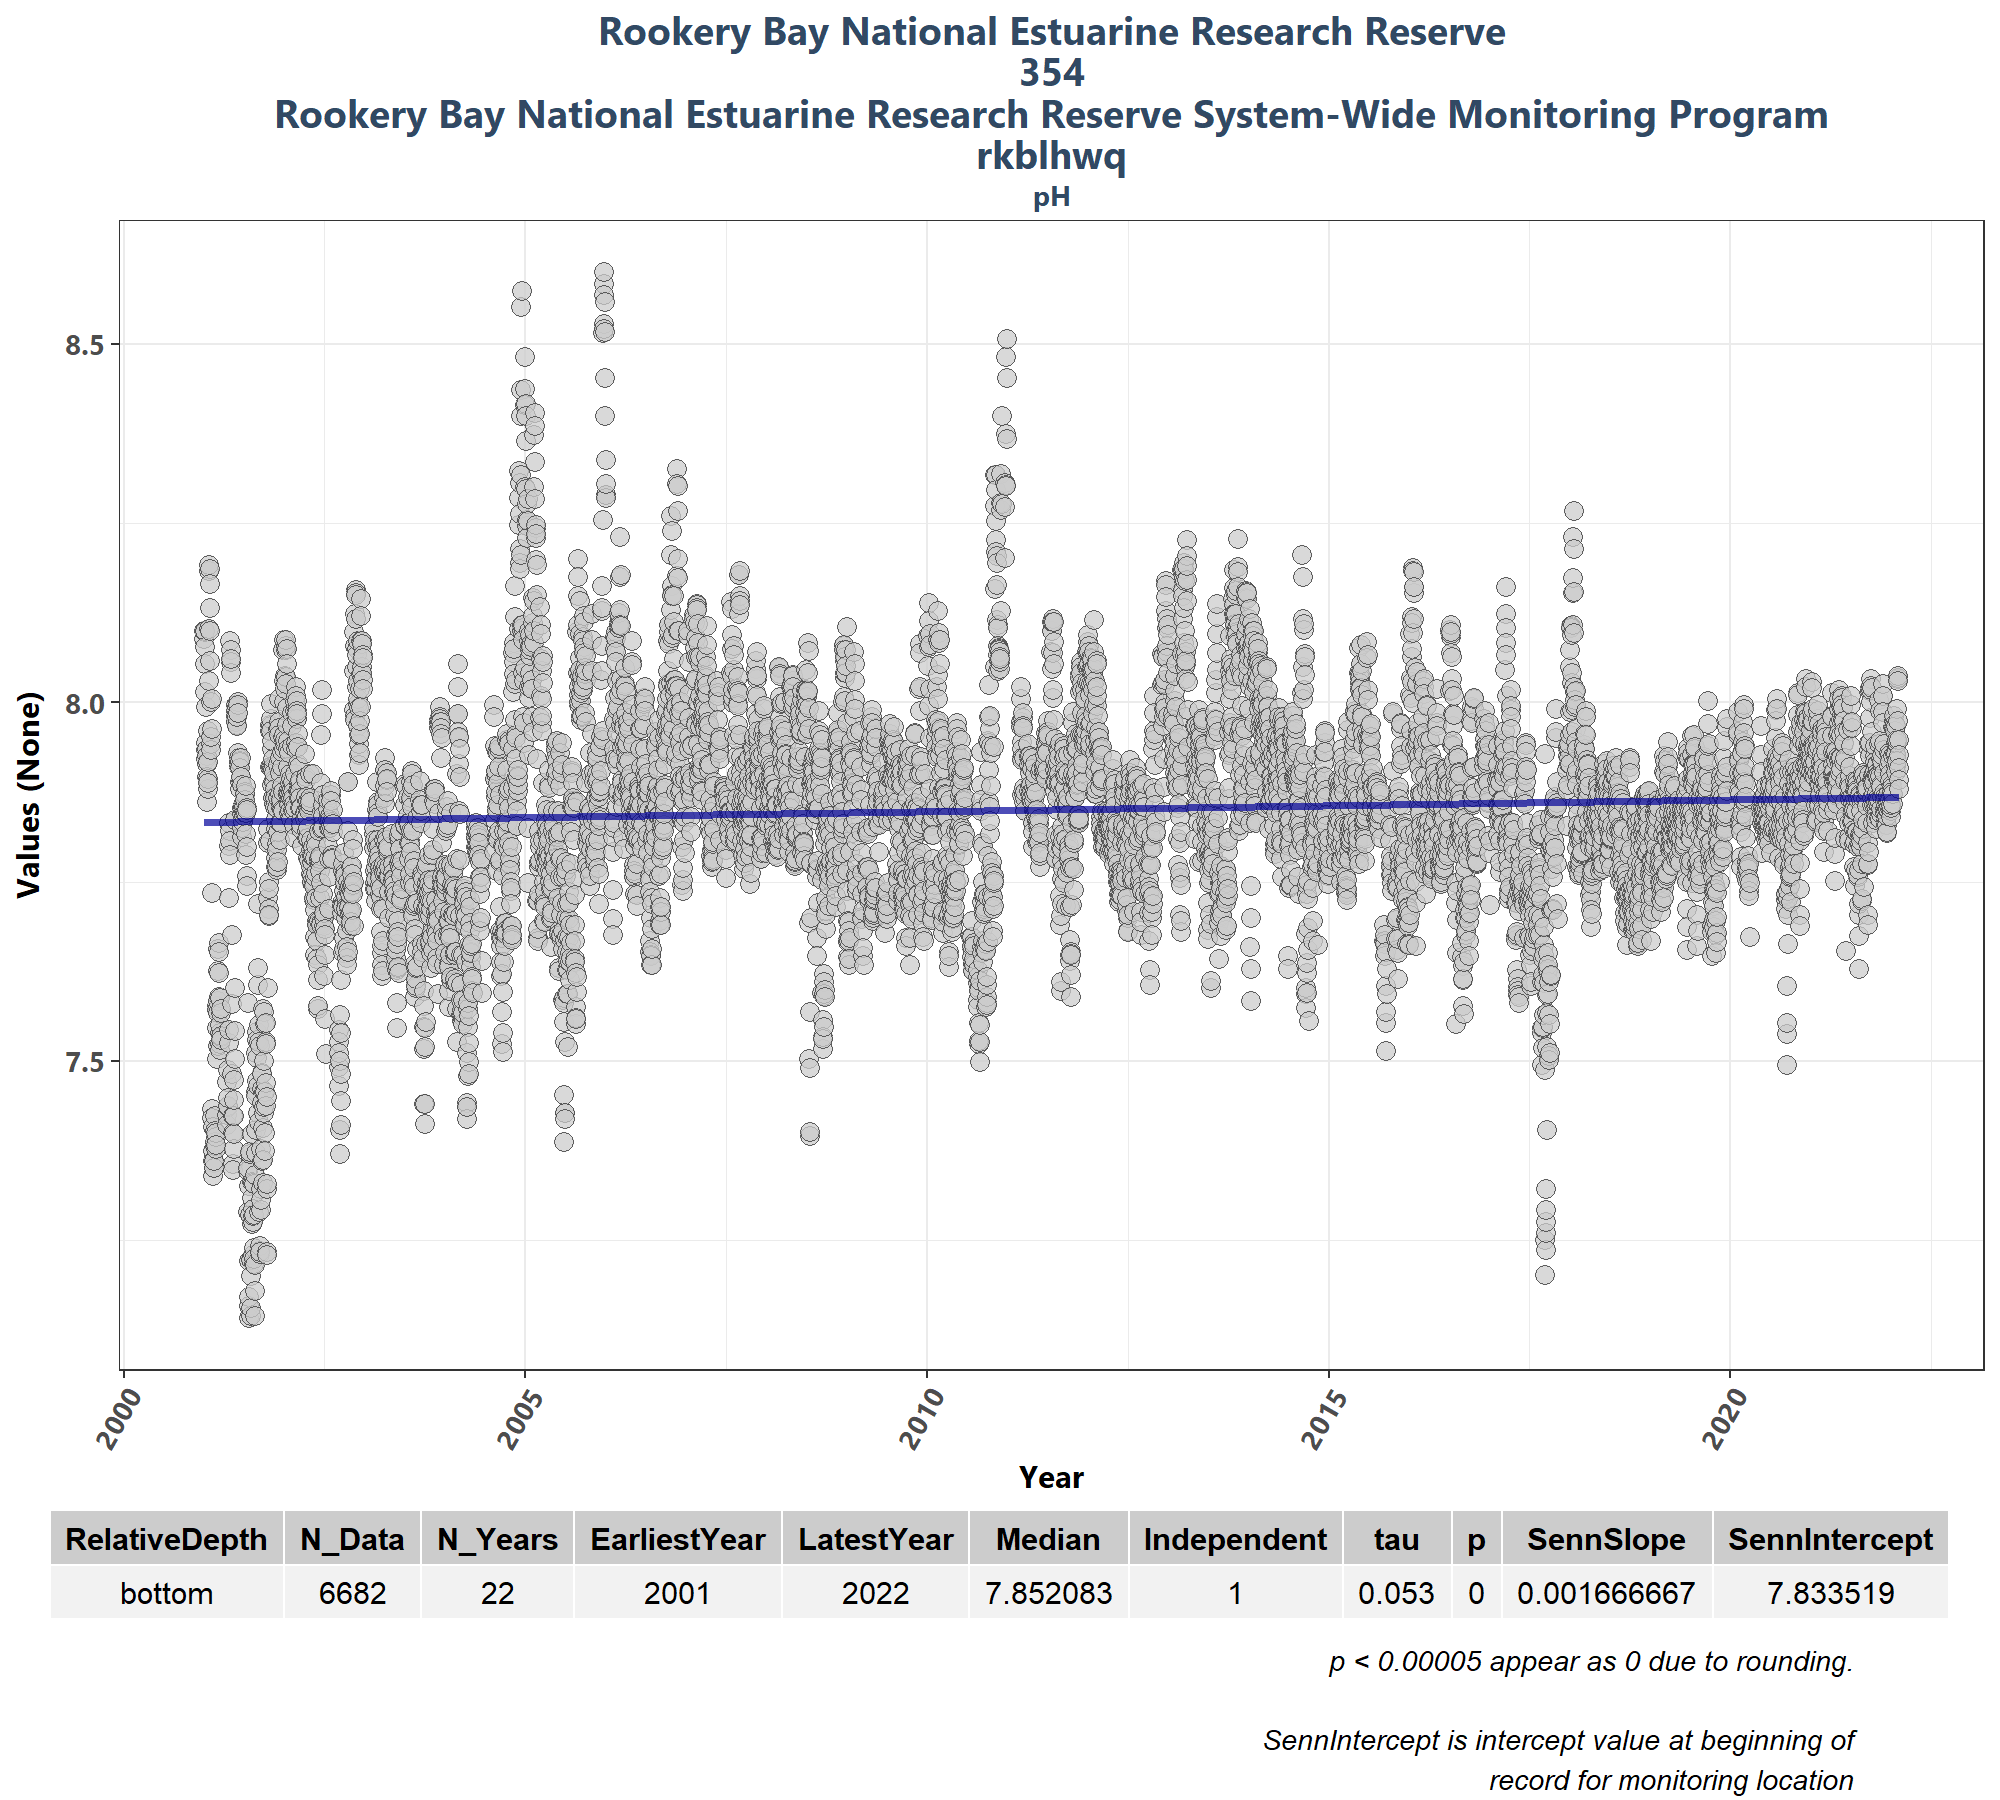 Rookery Bay National Estuarine Research Reserve
354
Rookery Bay National Estuarine Research Reserve System-Wide Monitoring Program
rkblhwq
pH
Values (None)
8.5
8.0
7.5
2000
2005
2010
2015
2020
Year
RelativeDepth N_Data N_Years EarliestYear LatestYear Median Independent tau p SennSlope SennIntercept
bottom 6682 22 2001 2022 7.852083 1 0.053 0 0.001666667 7.833519
p < 0.00005 appear as 0 due to rounding.
SennIntercept is intercept value at beginning of
record for monitoring location